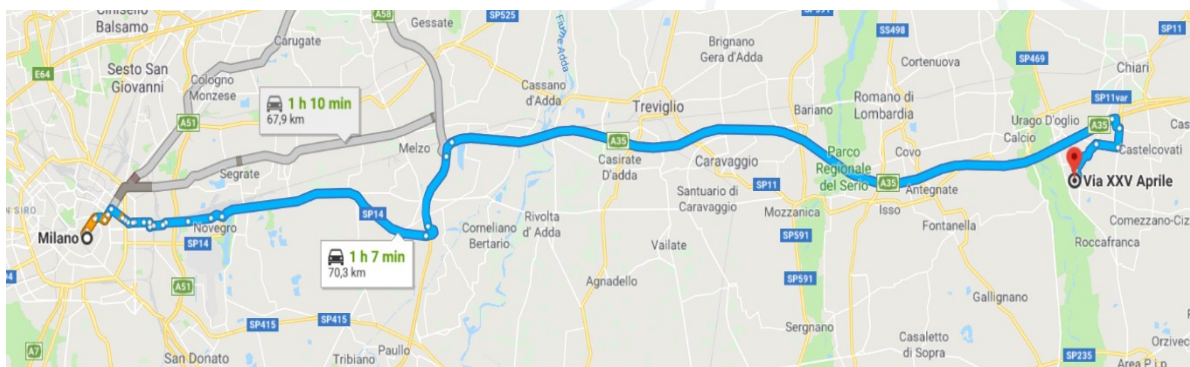 Cinisello
Balsamo
A58
Gessate
SP525
Fiume Adda
SP591
SS498
SP11
Carugate
Brignano
Gera d'Adda
Cortenuova
SP469
Chiari
E64
Sesto San
Giovanni
Cologno
Monzese
Cassano
d'Adda
1 h 10 min
67,9 km
Treviglio
Bariano
Romano di
Lombardia
SP11var
A51
Urago D'oglio
A35
Calcio
Cas
Melzo
A35
Segrate
Casirate
D'adda
Caravaggio
Parco
Regionale
del Serio
Covo
Castelcovati
Santuario di
Caravaggio
SP11
A35
Antegnate
Via XXV Aprile
N SIRO
SP14
Mozzanica
Isso
Comezzano-Ciz
Milano
Novegro
SP14
Corneliano
Bertario
Rivolta
d' Adda
SP591
Fontanella
Roccafranca
1 h 7 min
70,3 km
Vailate
A51
Agnadello
SP591
Gallignano
SP415
SP415
Sergnano
Casaletto
di Sopra
Orzivec
A7
San Donato
Tribiano
Paullo
SP235
Area P.i.p